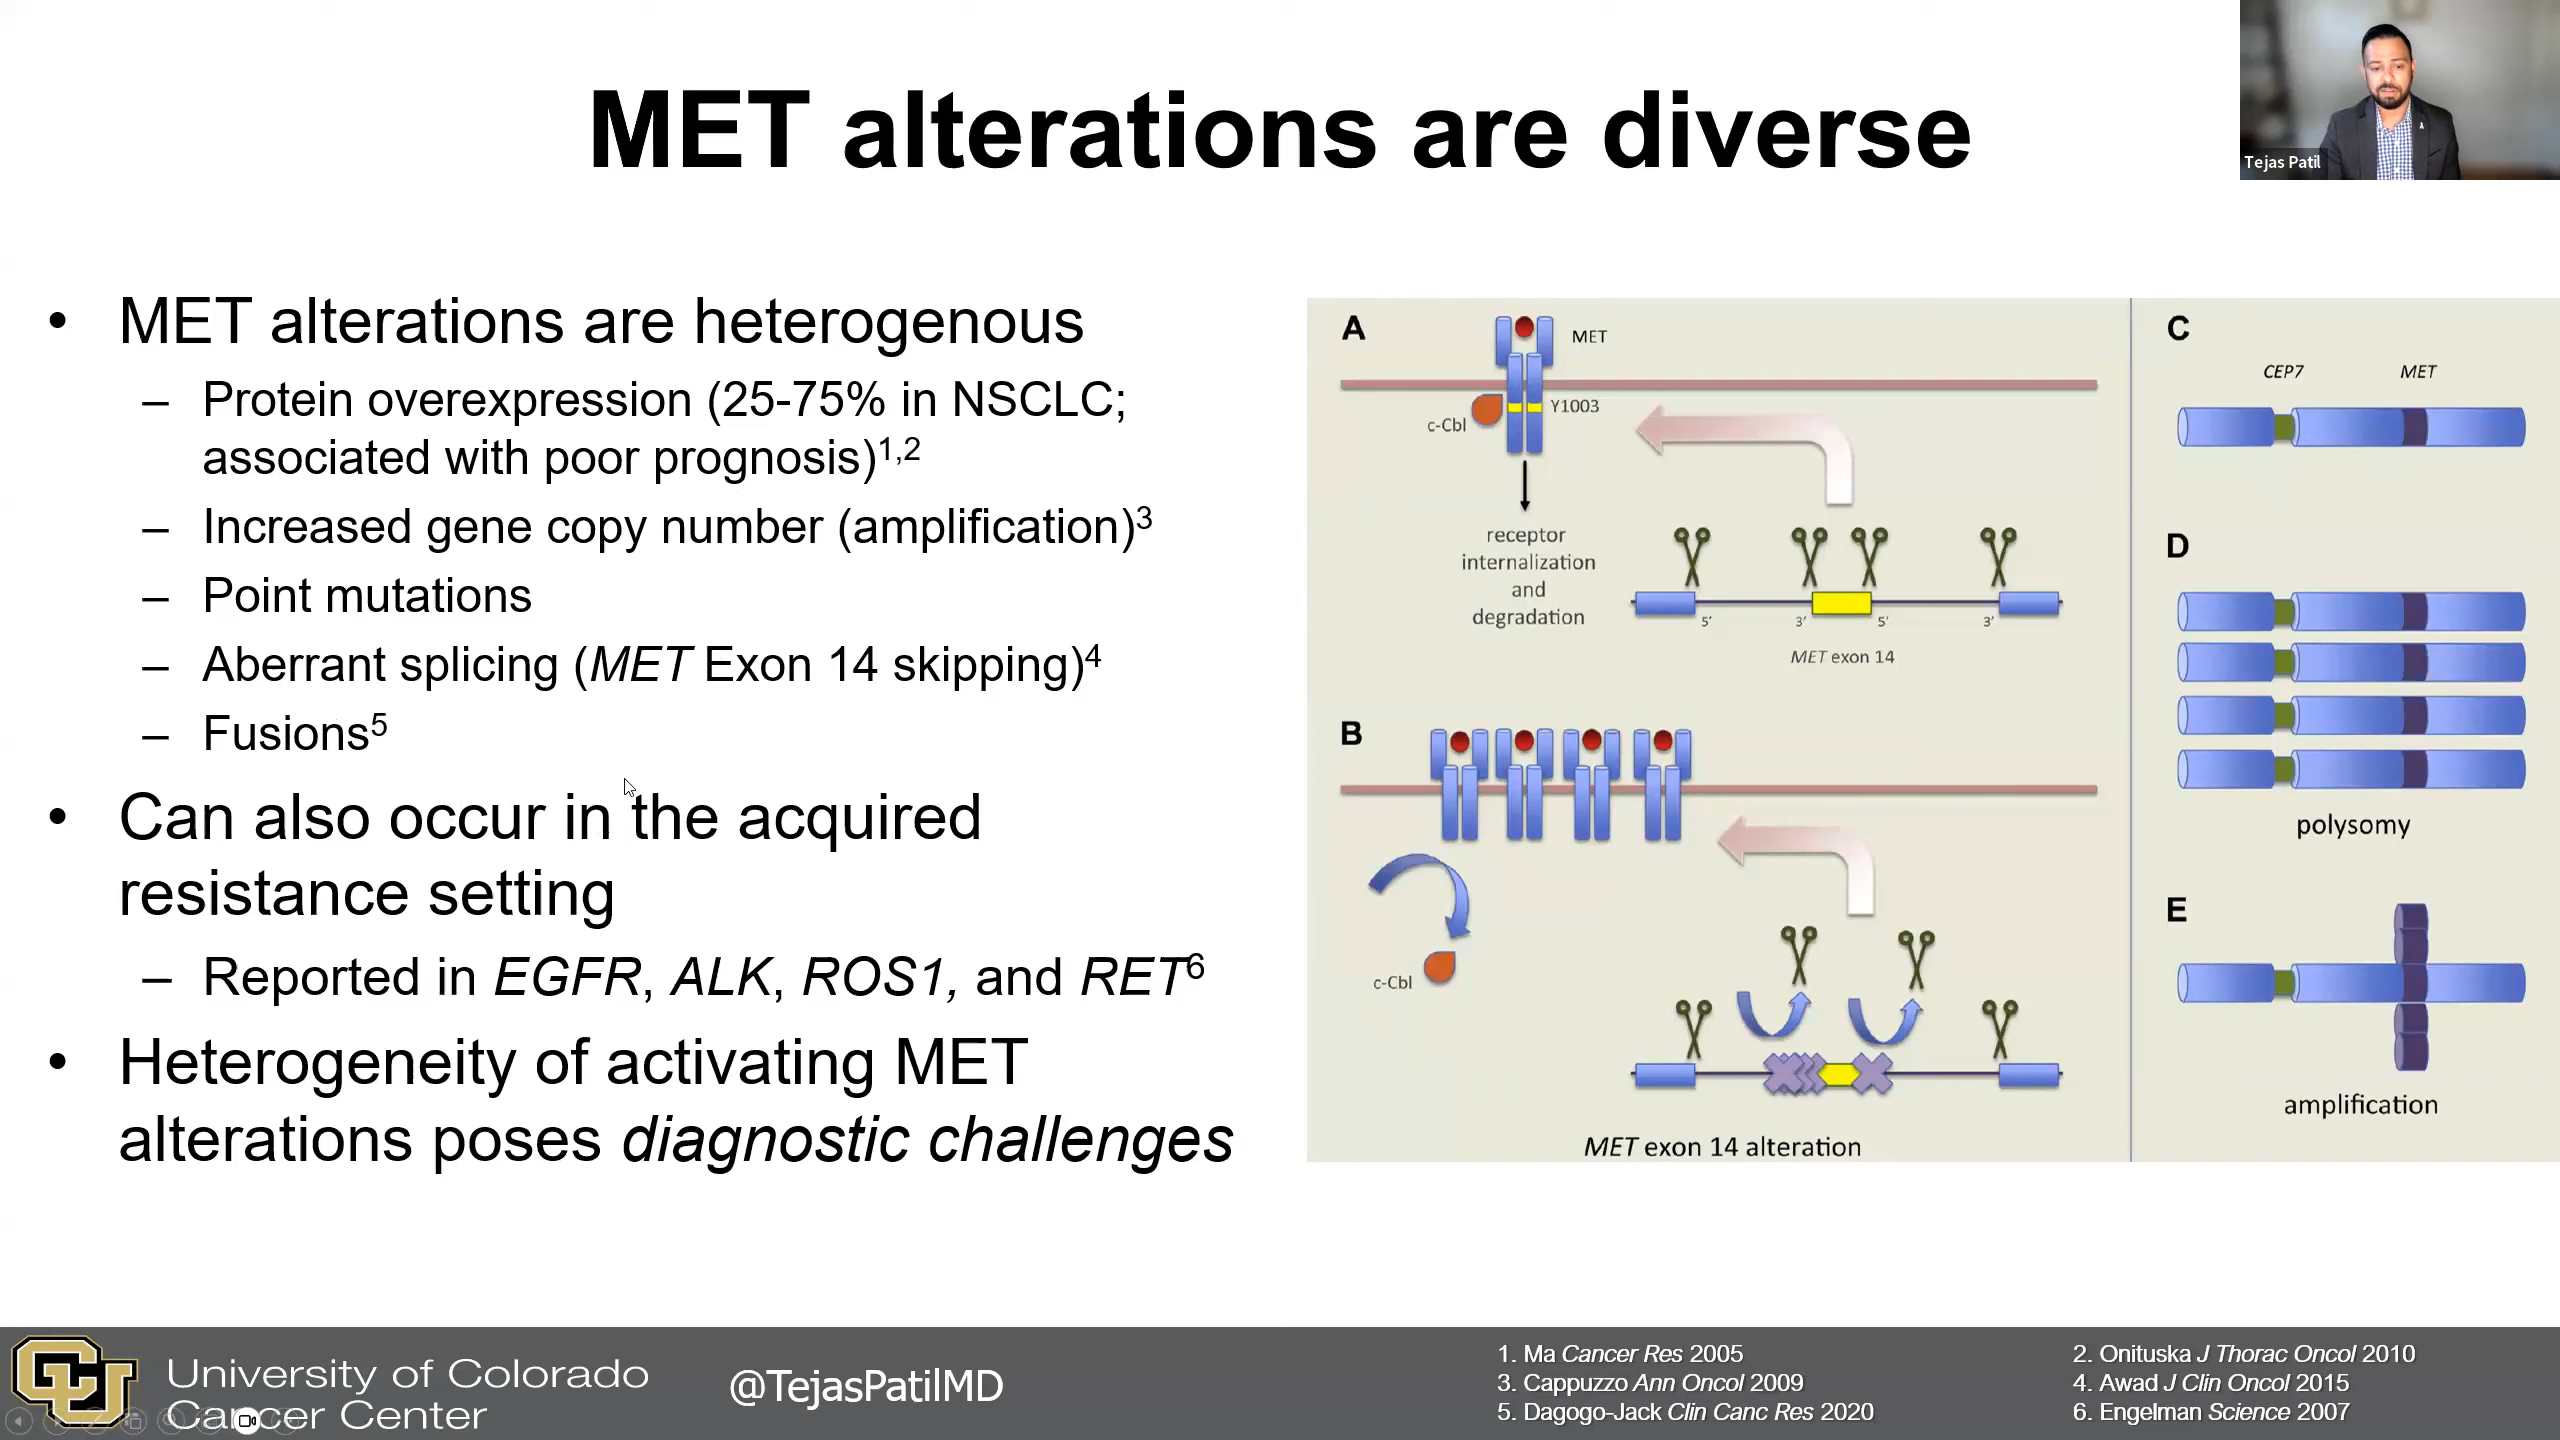 MET alterations are diverse
Tejas Patil
• MET alterations are heterogenous
– Protein overexpression (25-75% in NSCLC;
associated with poor prognosis)1,2
– Increased gene copy number (amplification)3
– Point mutations
– Aberrant splicing (MET Exon 14 skipping)4
– Fusions5
• Can also occur in the acquired
resistance setting
– Reported in EGFR, ALK, ROS1, and RET6
• Heterogeneity of activating MET
alterations poses diagnostic challenges
A
MET
Y1003
c-Cbl
receptor
internalization
and
degradation
5' 3' 5' 3'
MET exon 14
B
c-Cbl
MET exon 14 alteration
C
CEP7 MET
D
polysomy
E
amplification
CU
University of Colorado
Cancer Center
@TejasPatilMD
1. Ma Cancer Res 2005
2. Onituska J Thorac Oncol 2010
3. Cappuzzo Ann Oncol 2009
4. Awad J Clin Oncol 2015
5. Dagogo-Jack Clin Canc Res 2020
6. Engelman Science 2007